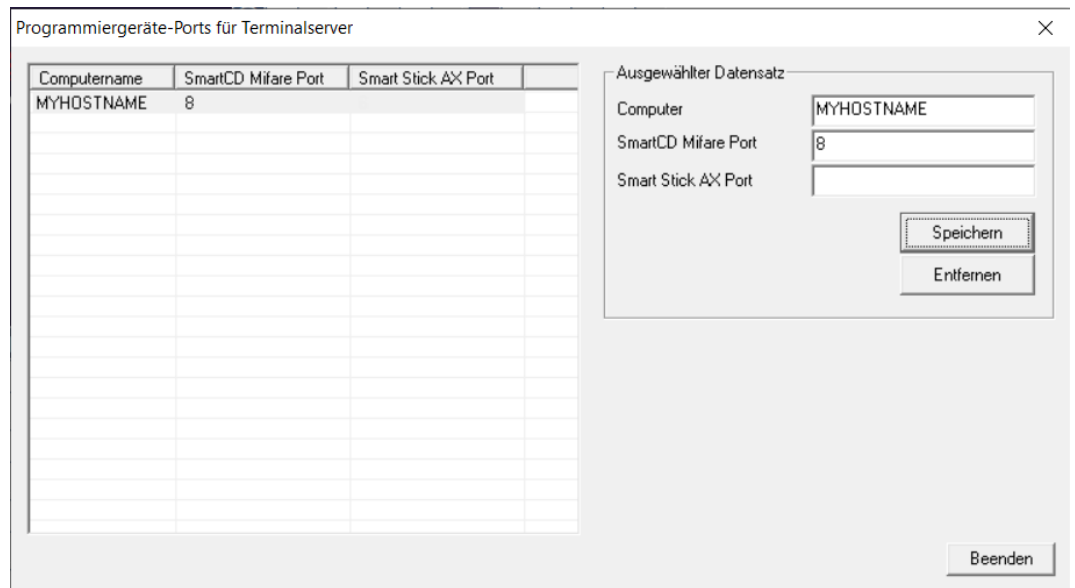 Programmiergeräte-Ports für Terminalserver
Computername SmartCD Mifare Port Smart Stick AX Port
MYHOSTNAME 8
Ausgewählter Datensatz
Computer MYHOSTNAME
SmartCD Mifare Port 8
Smart Stick AX Port
Speichern
Entfernen
Beenden